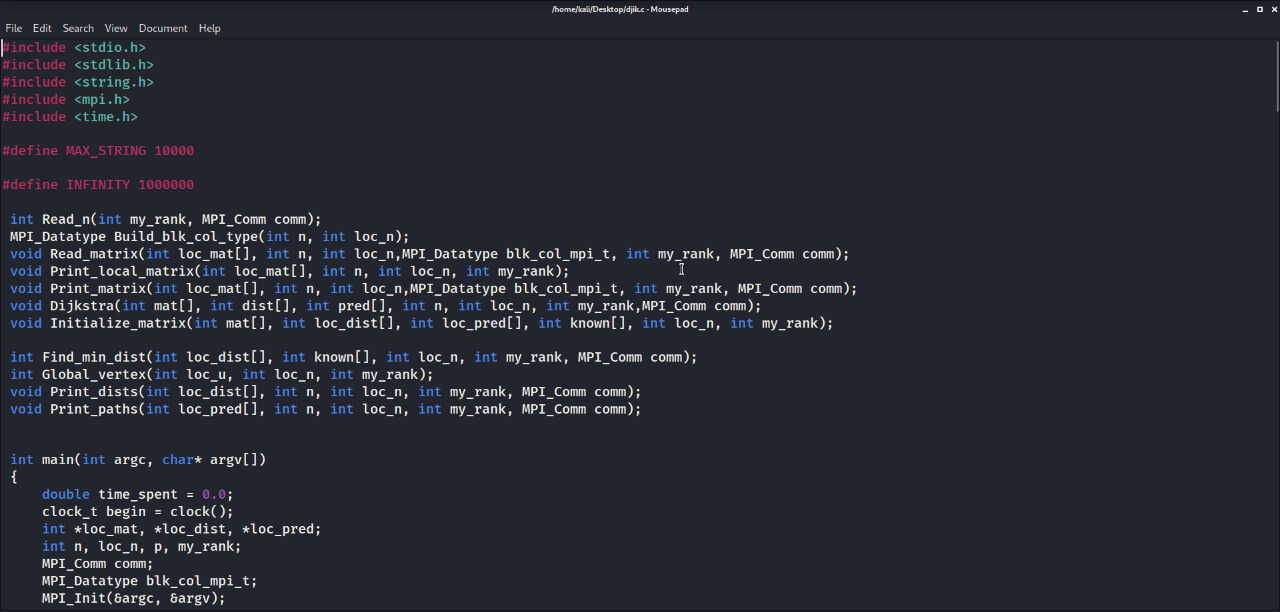 /home/kali/Desktop/djik.c - Mousepad
File Edit Search View Document Help
#include <stdio.h>
#include <stdlib.h>
#include <string.h>
#include <mpi.h>
#include <time.h>
#define MAX_STRING 10000
#define INFINITY 1000000
int Read_n(int my_rank, MPI_Comm comm);
MPI_Datatype Build_blk_col_type(int n, int loc_n);
void Read_matrix(int loc_mat[], int n, int loc_n,MPI_Datatype blk_col_mpi_t, int my_rank, MPI_Comm comm);
void Print_local_matrix(int loc_mat[], int n, int loc_n, int my_rank);
void Print_matrix(int loc_mat[], int n, int loc_n,MPI_Datatype blk_col_mpi_t, int my_rank, MPI_Comm comm);
void Dijkstra(int mat[], int dist[], int pred[], int n, int loc_n, int my_rank,MPI_Comm comm);
void Initialize_matrix(int mat[], int loc_dist[], int loc_pred[], int known[], int loc_n, int my_rank);
int Find_min_dist(int loc_dist[], int known[], int loc_n, int my_rank, MPI_Comm comm);
int Global_vertex(int loc_u, int loc_n, int my_rank);
void Print_dists(int loc_dist[], int n, int loc_n, int my_rank, MPI_Comm comm);
void Print_paths(int loc_pred[], int n, int loc_n, int my_rank, MPI_Comm comm);
int main(int argc, char* argv[])
{
double time_spent = 0.0;
clock_t begin = clock();
int *loc_mat, *loc_dist, *loc_pred;
int n, loc_n, p, my_rank;
MPI_Comm comm;
MPI_Datatype blk_col_mpi_t;
MPI_Init(&argc, &argv);